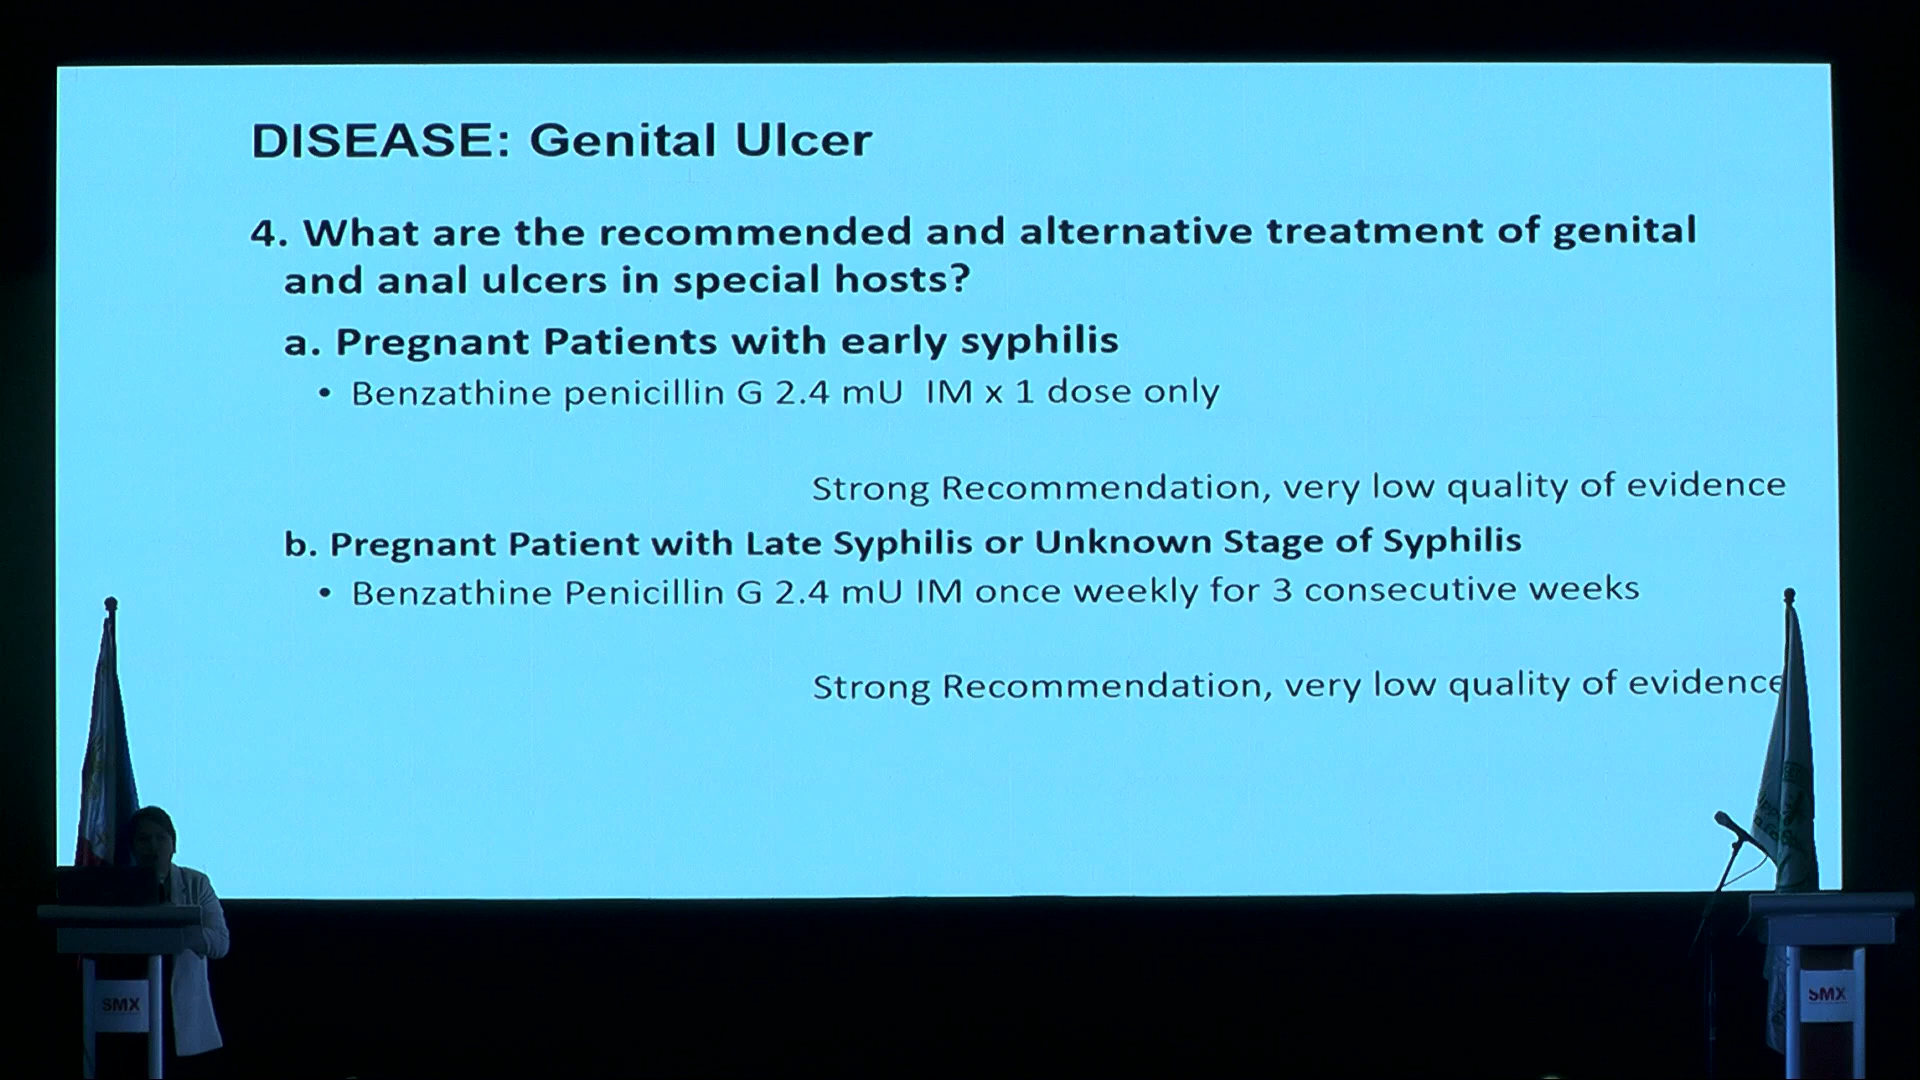 DISEASE: Genital Ulcer
4. What are the recommended and alternative treatment of genital
and anal ulcers in special hosts?
a. Pregnant Patients with early syphilis
• Benzathine penicillin G 2.4 mU IM x 1 dose only
Strong Recommendation, very low quality of evidence
b. Pregnant Patient with Late Syphilis or Unknown Stage of Syphilis
• Benzathine Penicillin G 2.4 mU IM once weekly for 3 consecutive weeks
Strong Recommendation, very low quality of evidence
SMX
SMX